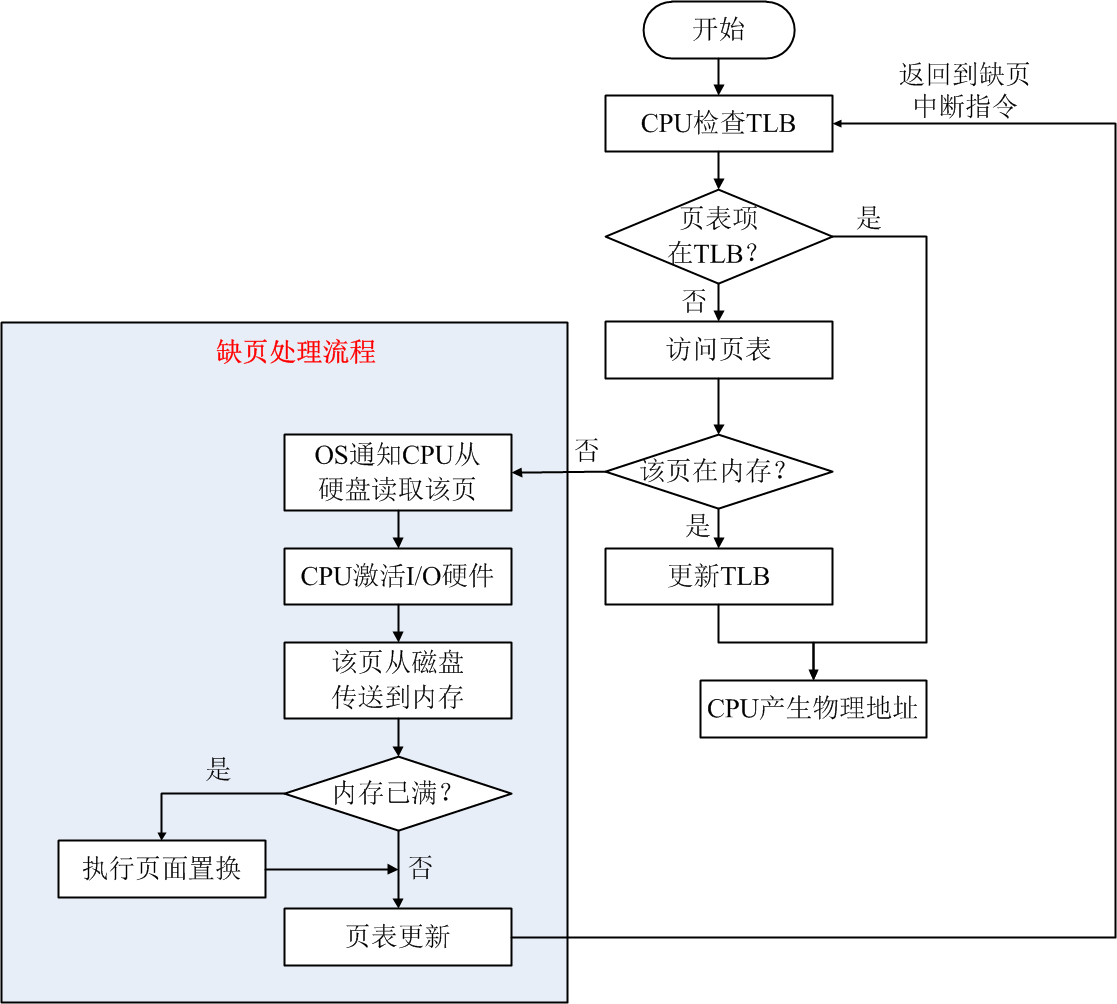 开始
返回到缺页
中断指令
CPU检查TLB
页表项
在TLB？
是
否
访问页表
该页在内存？
否
是
更新TLB
CPU产生物理地址
缺页处理流程
OS通知CPU从
硬盘读取该页
CPU激活I/O硬件
该页从磁盘
传送到内存
内存已满？
是
执行页面置换
否
页表更新